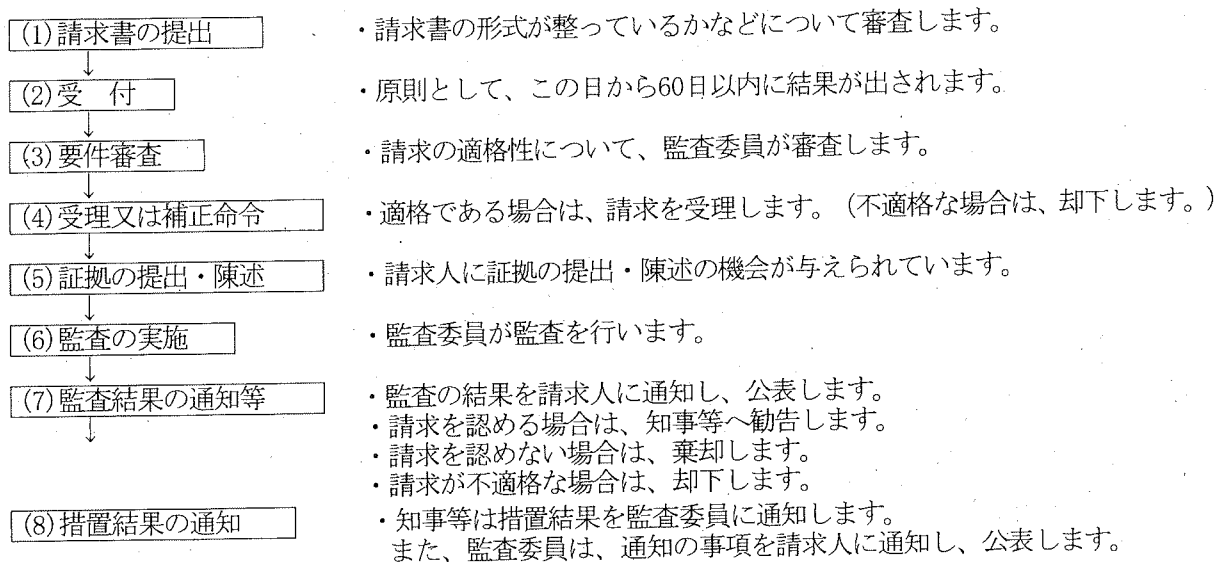 (1)請求書の提出 ・請求書の形式が整っているかなどについて審査します。
(2)受　付 ・原則として、この日から60日以内に結果が出されます。
(3)要件審査 ・請求の適格性について、監査委員が審査します。
(4)受理又は補正命令 ・適格である場合は、請求を受理します。(不適格な場合は、却下します。)
(5)証拠の提出・陳述 ・請求人に証拠の提出・陳述の機会が与えられています。
(6)監査の実施 ・監査委員が監査を行います。
(7)監査結果の通知等 ・監査の結果を請求人に通知し、公表します。
・請求を認める場合は、知事等へ勧告します。
・請求を認めない場合は、棄却します。
・請求が不適格な場合は、却下します。
(8)措置結果の通知 ・知事等は措置結果を監査委員に通知します。
また、監査委員は、通知の事項を請求人に通知し、公表します。